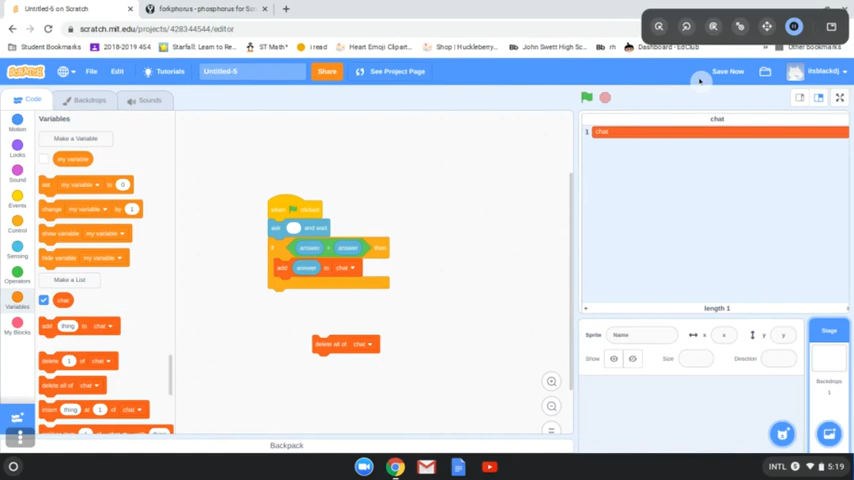 Untitled-5 on Scratch
forkphorus - phosphorus for Sc
scratch.mit.edu/projects/428344544/editor
Student Bookmarks
2018-2019 454
Starfall: Learn to Re
ST Math*
i read
Heart Emoji Clipart
Shop | Huckleberry
John Swett High Sc
Bb rh
Dashboard - EdClub
Other bookmarks
SCRATCH
File
Edit
Tutorials
Untitled-5
Share
See Project Page
Save Now
itsblackdj
Code
Backdrops
Sounds
Motion
Looks
Sound
Events
Control
Sensing
Operators
Variables
My Blocks
Variables
Make a Variable
my variable
set my variable to 0
change my variable by 1
show variable my variable
hide variable my variable
Make a List
chat
add thing to chat
delete 1 of chat
delete all of chat
insert thing at 1 of chat
when clicked
ask and wait
if answer = answer then
add answer to chat
delete all of chat
Backpack
chat
1 chat
+ length 1 =
Sprite Name x x y y
Show Size Direction
Stage
Backdrops
1
INTL 5:19